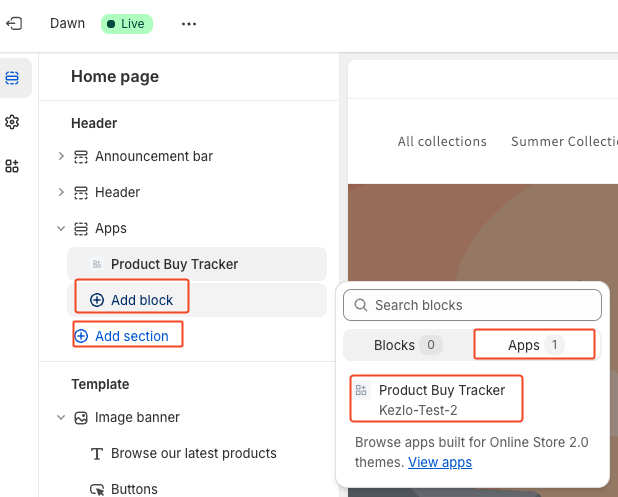 Dawn Live ...
Home page
Header
Announcement bar
Header
Apps
Product Buy Tracker
Add block
Add section
Template
Image banner
Browse our latest products
Buttons
All collections Summer Collecti
Search blocks
Blocks 0 Apps 1
Product Buy Tracker
Kezlo-Test-2
Browse apps built for Online Store 2.0
themes. View apps